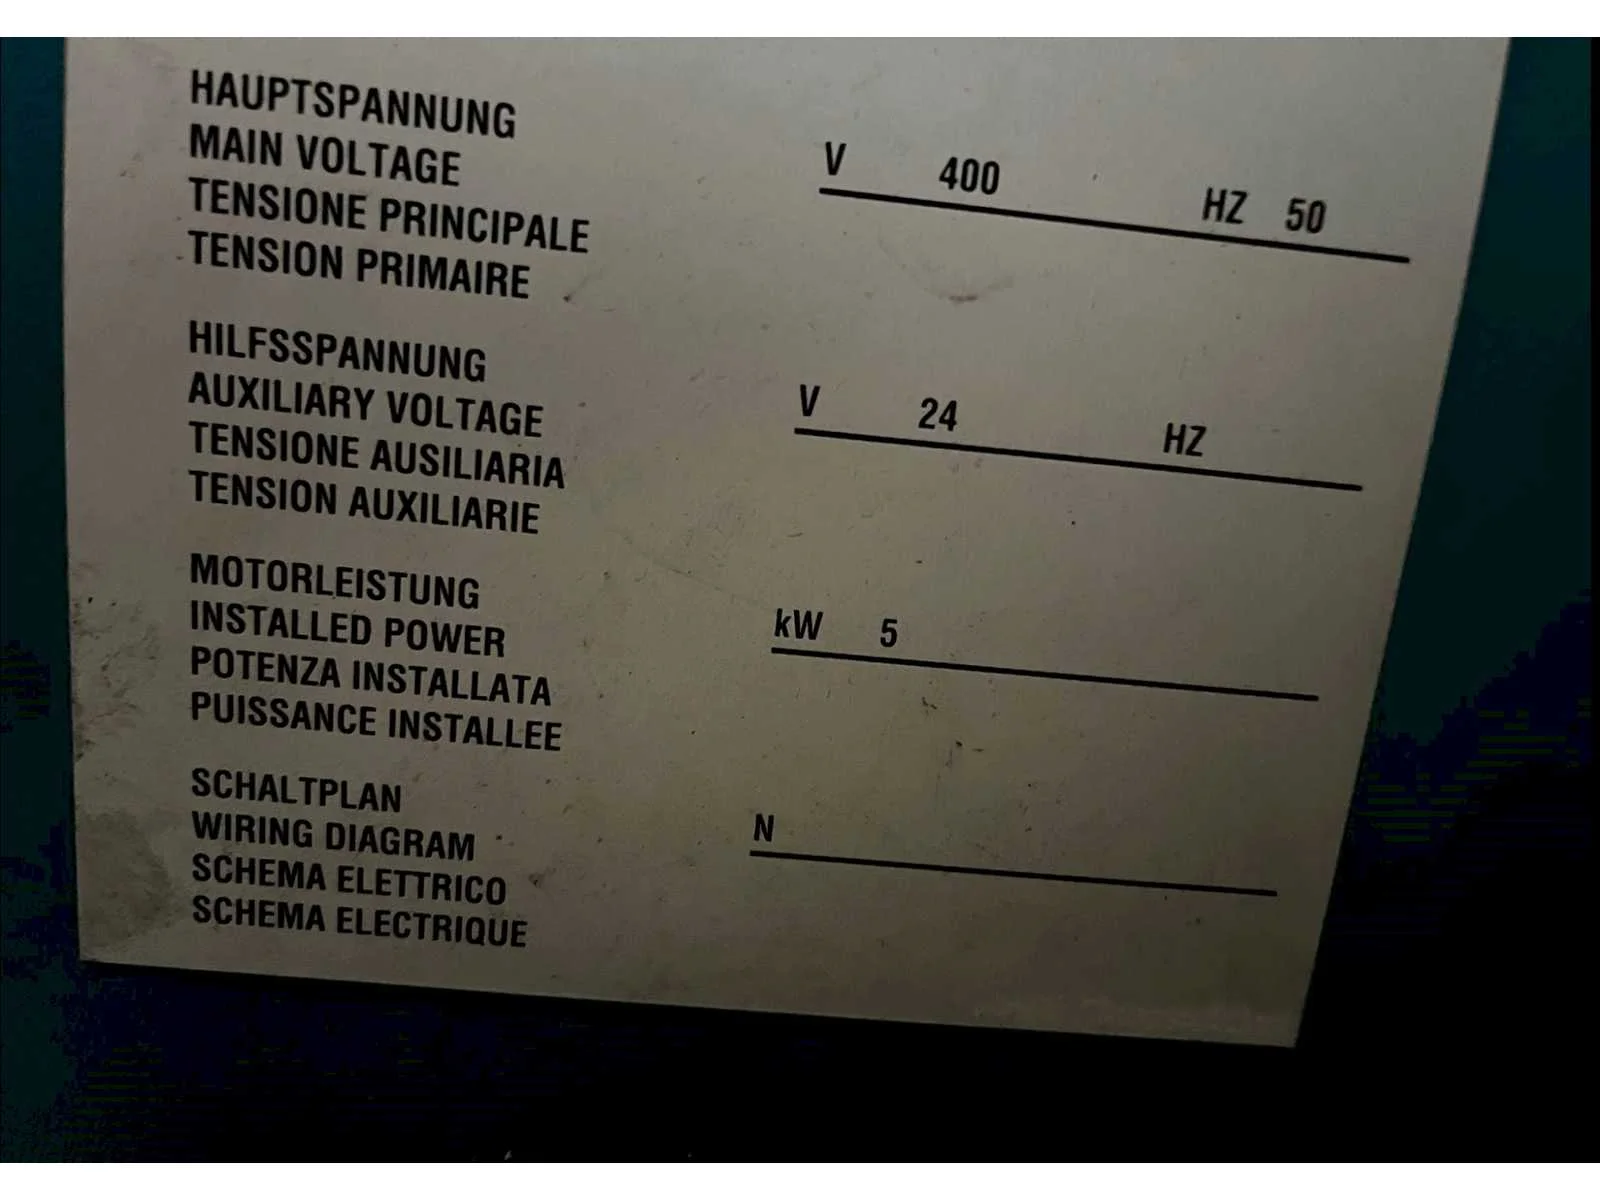 HAUPTSPANNUNG
MAIN VOLTAGE
TENSIONE PRINCIPALE
TENSION PRIMAIRE
V 400 HZ 50
HILFSSPANNUNG
AUXILIARY VOLTAGE
TENSIONE AUSILIARIA
TENSION AUXILIARIE
V 24 HZ
MOTORLEISTUNG
INSTALLED POWER
POTENZA INSTALLATA
PUISSANCE INSTALLEE
kW 5
SCHALTPLAN
WIRING DIAGRAM
SCHEMA ELETTRICO
SCHEMA ELECTRIQUE
N